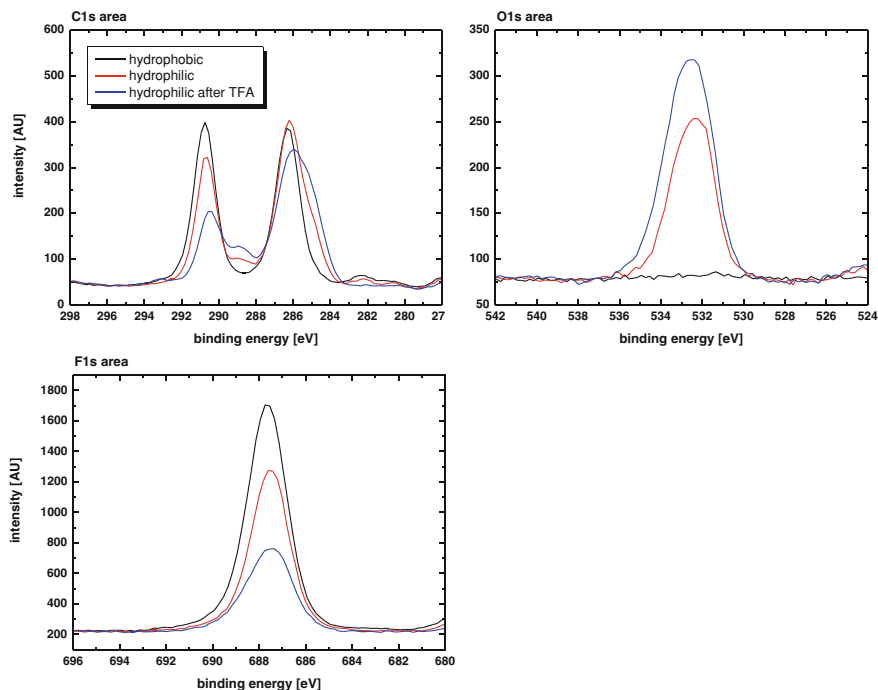 C1s area
600
500
400
300
200
100
0
intensity [AU]
hydrophobic
hydrophilic
hydrophilic after TFA
298 296 294 292 290 288 286 284 282 280 27
binding energy [eV]
O1s area
350
300
250
200
150
100
50
intensity [AU]
542 540 538 536 534 532 530 528 526 524
binding energy [eV]
F1s area
1800
1600
1400
1200
1000
800
600
400
200
intensity [AU]
696 694 692 690 688 686 684 682 680
binding energy [eV]